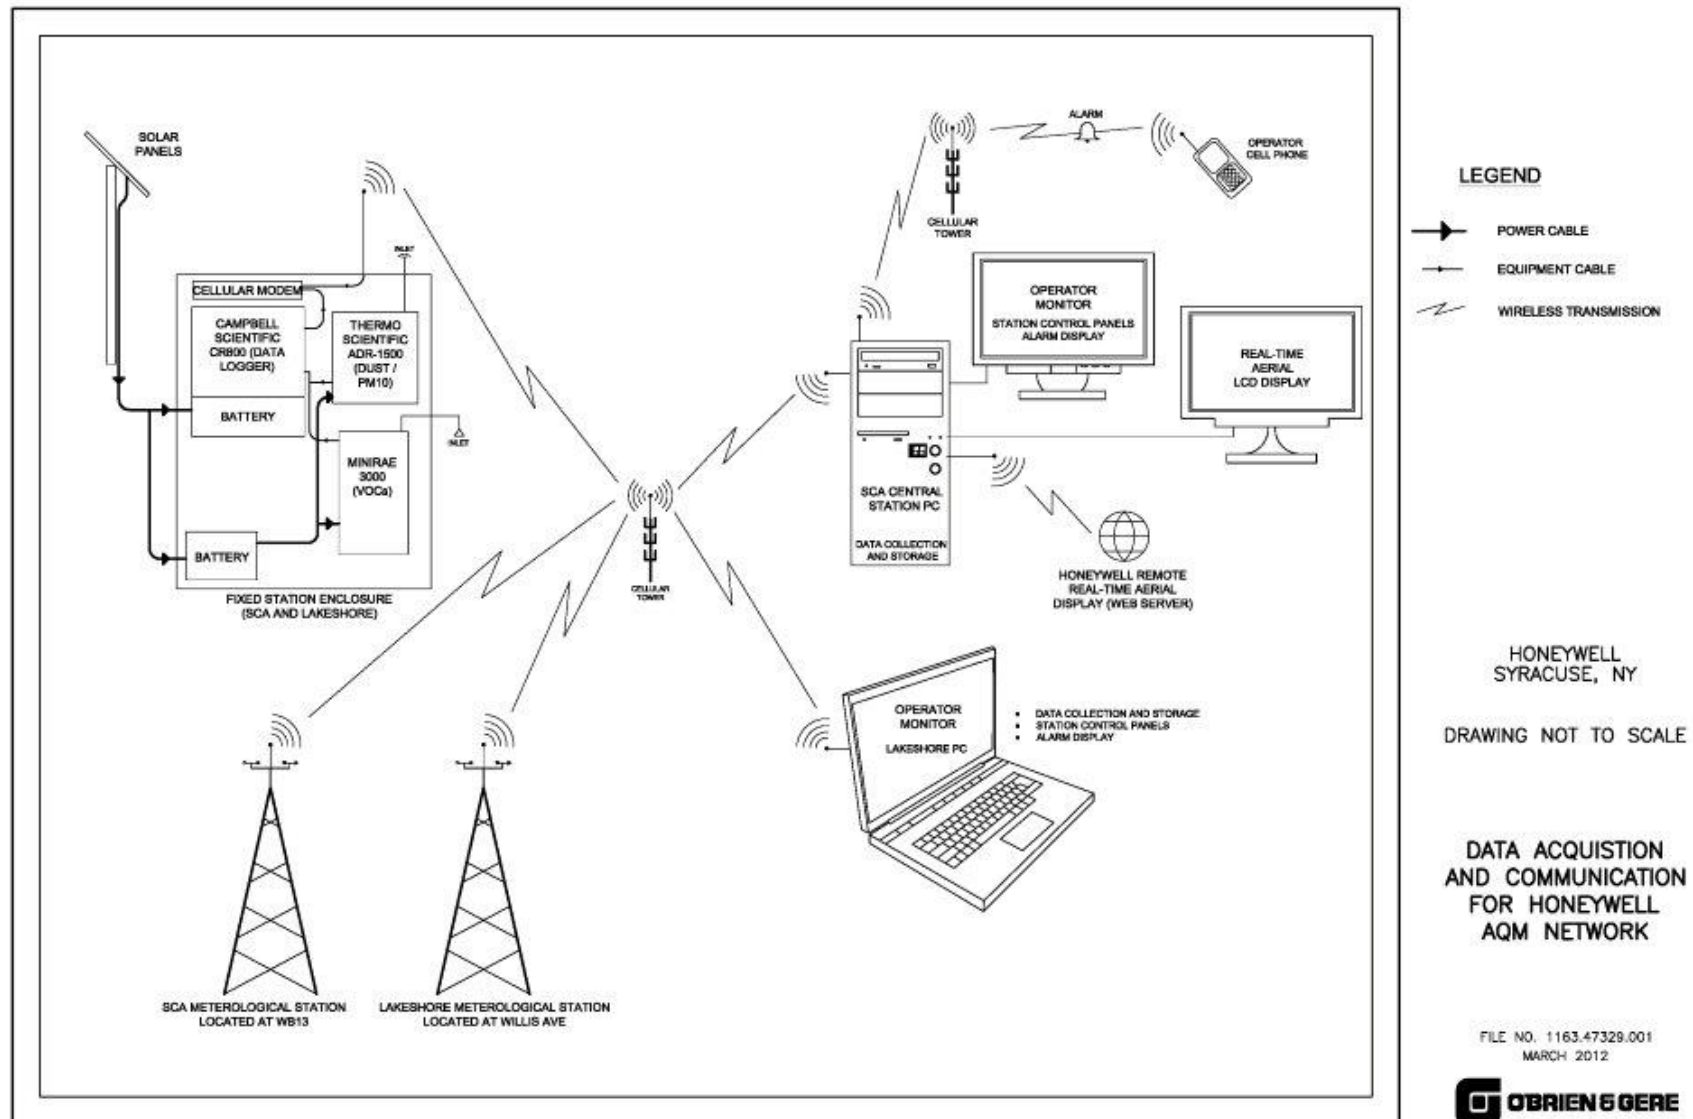 SOLAR
PANELS
INLET
CELLULAR MODEM
CAMPBELL
SCIENTIFIC
CR800 (DATA
LOGGER)
BATTERY
THERMO
SCIENTIFIC
ADR-1500
(DUST /
PM10)
INLET
MINIRAE
3000
(VOCs)
BATTERY
FIXED STATION ENCLOSURE
(SCA AND LAKESHORE)
CELLULAR
TOWER
ALARM
OPERATOR
CELL PHONE
CELLULAR
TOWER
OPERATOR
MONITOR
STATION CONTROL PANELS
ALARM DISPLAY
REAL-TIME
AERIAL
LCD DISPLAY
SCA CENTRAL
STATION PC
DATA COLLECTION
AND STORAGE
HONEYWELL REMOTE
REAL-TIME AERIAL
DISPLAY (WEB SERVER)
OPERATOR
MONITOR
LAKESHORE PC
• DATA COLLECTION AND STORAGE
• STATION CONTROL PANELS
• ALARM DISPLAY
SCA METEROLOGICAL STATION
LOCATED AT WB13
LAKESHORE METEROLOGICAL STATION
LOCATED AT WILLIS AVE
LEGEND
POWER CABLE
EQUIPMENT CABLE
WIRELESS TRANSMISSION
HONEYWELL
SYRACUSE, NY
DRAWING NOT TO SCALE
DATA ACQUISTION
AND COMMUNICATION
FOR HONEYWELL
AQM NETWORK
FILE NO. 1163.47329.001
MARCH 2012
O'BRIEN & GERE